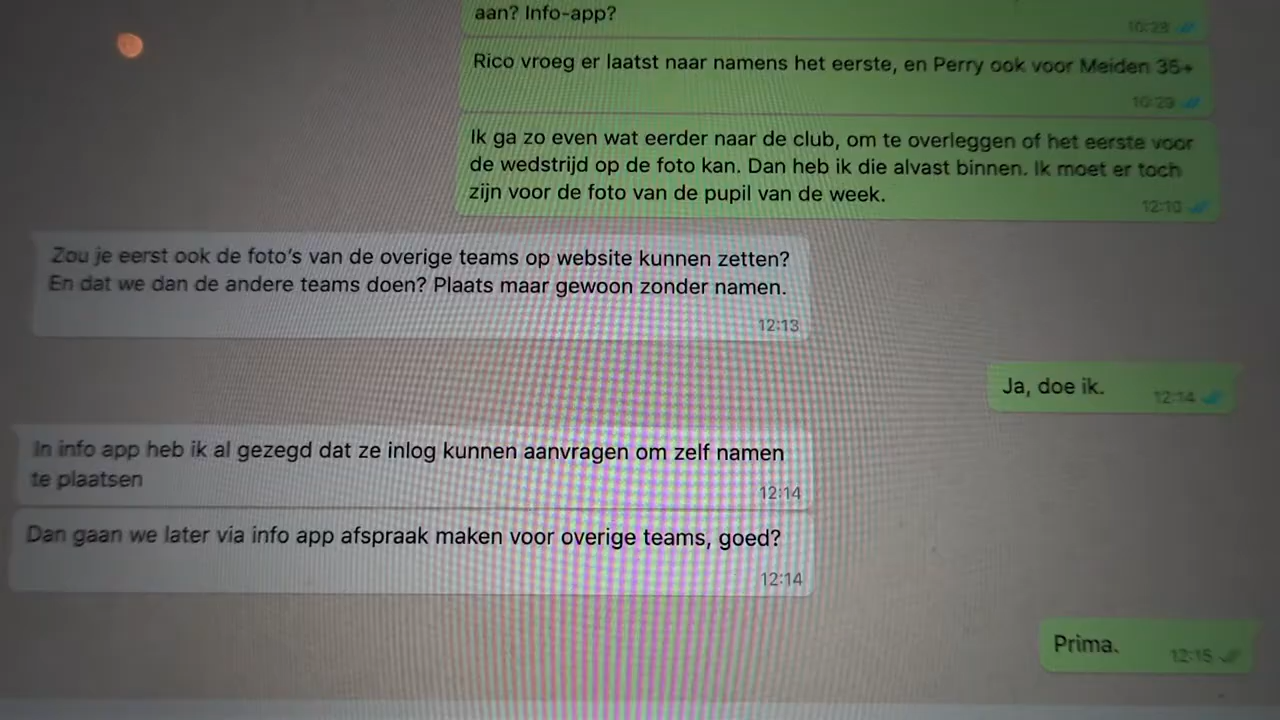 aan? Info-app?
10:28
Rico vroeg er laatst naar namens het eerste, en Perry ook voor Meiden 35+
10:29
Ik ga zo even wat eerder naar de club, om te overleggen of het eerste voor
de wedstrijd op de foto kan. Dan heb ik die alvast binnen. Ik moet er toch
zijn voor de foto van de pupil van de week.
12:10
Zou je eerst ook de foto's van de overige teams op website kunnen zetten?
En dat we dan de andere teams doen? Plaats maar gewoon zonder namen.
12:13
Ja, doe ik.
12:14
In info app heb ik al gezegd dat ze inlog kunnen aanvragen om zelf namen
te plaatsen
12:14
Dan gaan we later via info app afspraak maken voor overige teams, goed?
12:14
Prima.
12:15